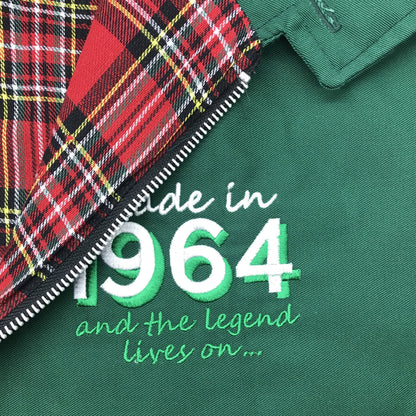 ade in
1964
and the legend
lives on...